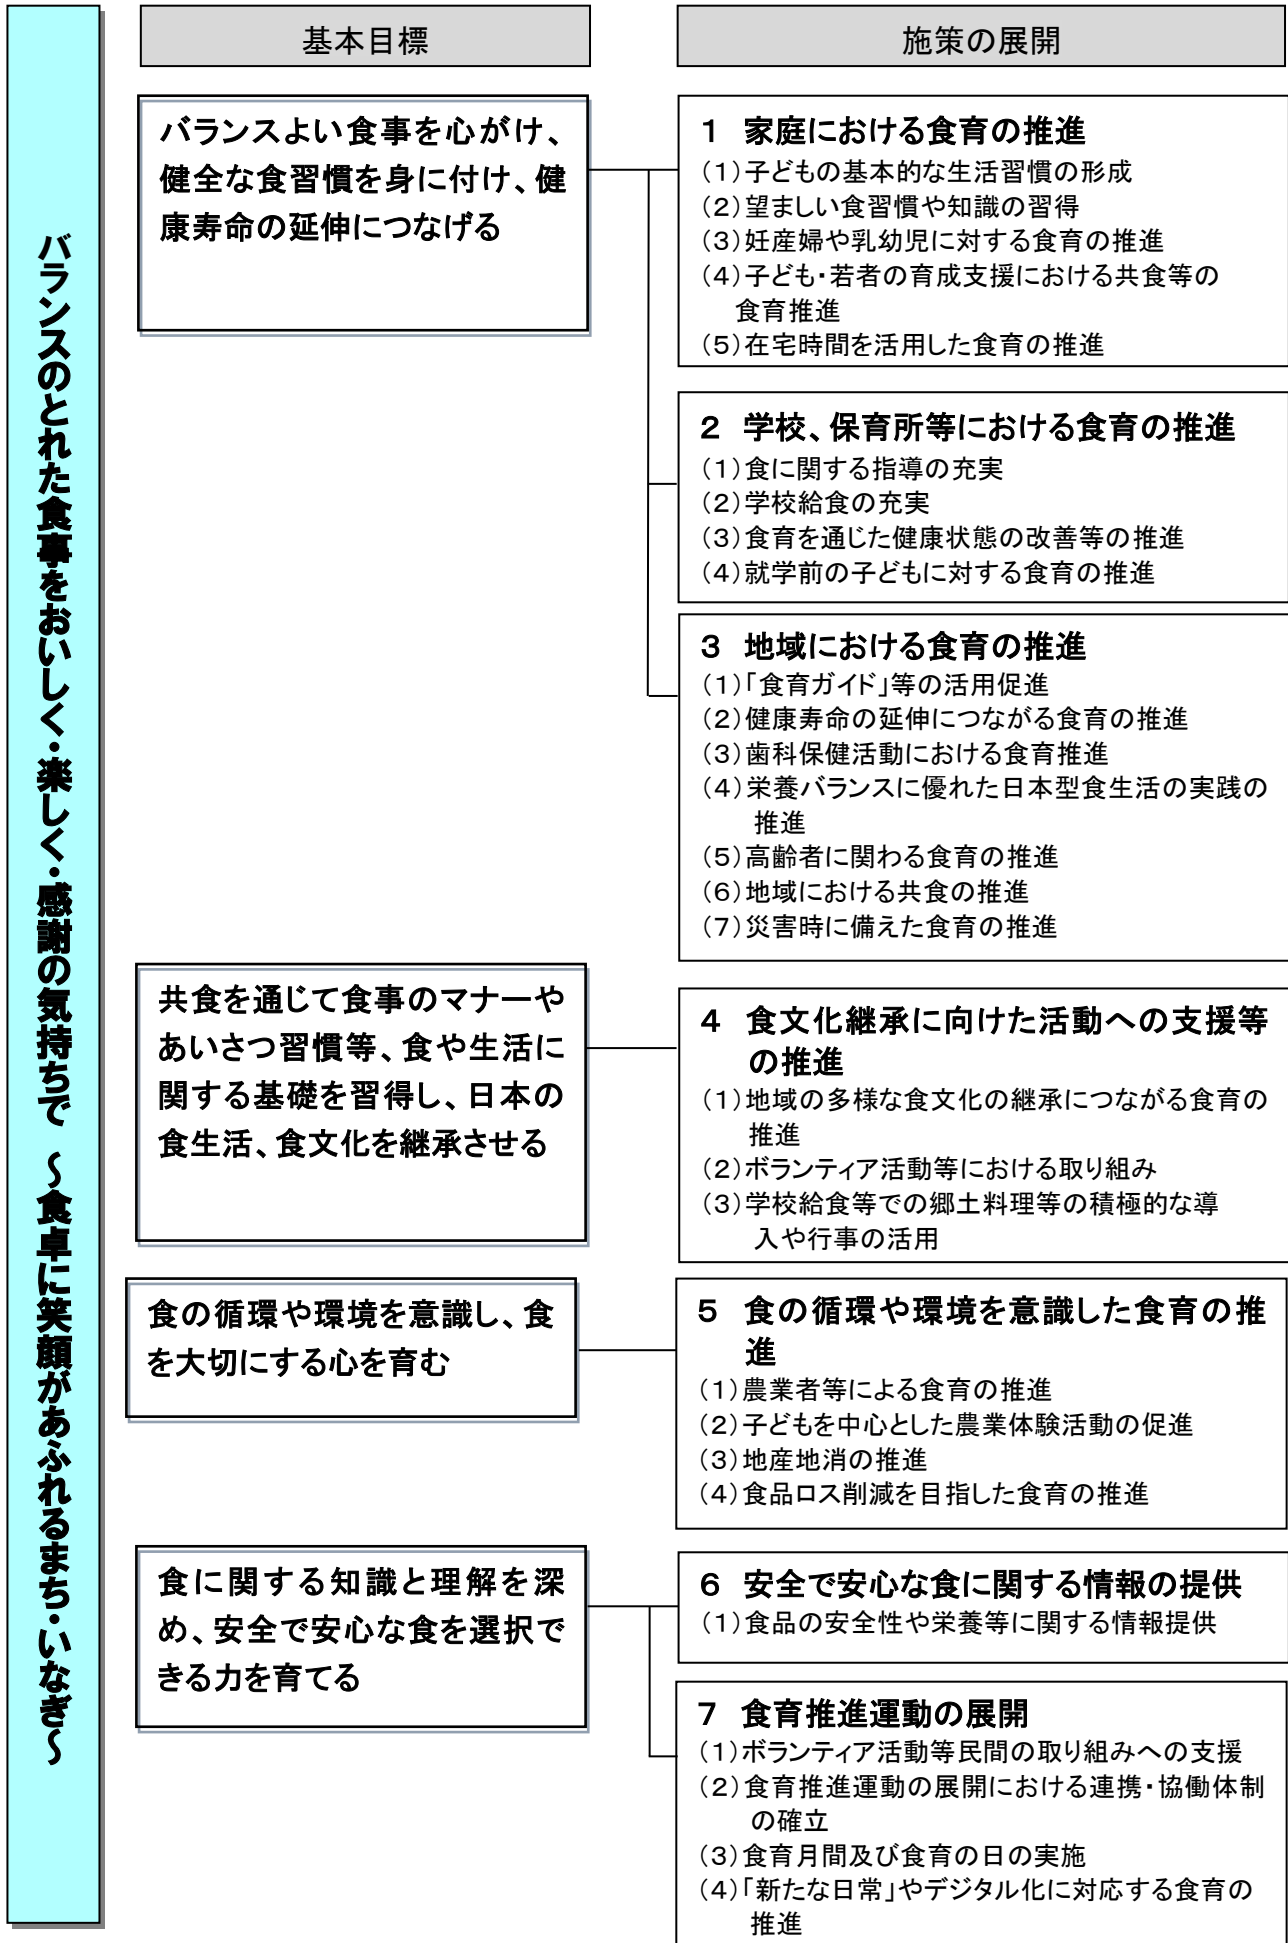 バランスのとれた食事をおいしく・楽しく・感謝の気持ちで ～食卓に笑顔があふれるまち・いなぎ～
基本目標
施策の展開
バランスよい食事を心がけ、
健全な食習慣を身に付け、健
康寿命の延伸につなげる
1 家庭における食育の推進
(1)子どもの基本的な生活習慣の形成
(2)望ましい食習慣や知識の習得
(3)妊産婦や乳幼児に対する食育の推進
(4)子ども・若者の育成支援における共食等の
食育推進
(5)在宅時間を活用した食育の推進
2 学校、保育所等における食育の推進
(1)食に関する指導の充実
(2)学校給食の充実
(3)食育を通じた健康状態の改善等の推進
(4)就学前の子どもに対する食育の推進
3 地域における食育の推進
(1)「食育ガイド」等の活用促進
(2)健康寿命の延伸につながる食育の推進
(3)歯科保健活動における食育推進
(4)栄養バランスに優れた日本型食生活の実践の
推進
(5)高齢者に関わる食育の推進
(6)地域における共食の推進
(7)災害時に備えた食育の推進
共食を通じて食事のマナーや
あいさつ習慣等、食や生活に
関する基礎を習得し、日本の
食生活、食文化を継承させる
4 食文化継承に向けた活動への支援等
の推進
(1)地域の多様な食文化の継承につながる食育の
推進
(2)ボランティア活動等における取り組み
(3)学校給食等での郷土料理等の積極的な導
入や行事の活用
食の循環や環境を意識し、食
を大切にする心を育む
5 食の循環や環境を意識した食育の推
進
(1)農業者等による食育の推進
(2)子どもを中心とした農業体験活動の促進
(3)地産地消の推進
(4)食品ロス削減を目指した食育の推進
食に関する知識と理解を深
め、安全で安心な食を選択で
きる力を育てる
6 安全で安心な食に関する情報の提供
(1)食品の安全性や栄養等に関する情報提供
7 食育推進運動の展開
(1)ボランティア活動等民間の取り組みへの支援
(2)食育推進運動の展開における連携・協働体制
の確立
(3)食育月間及び食育の日の実施
(4)「新たな日常」やデジタル化に対応する食育の
推進